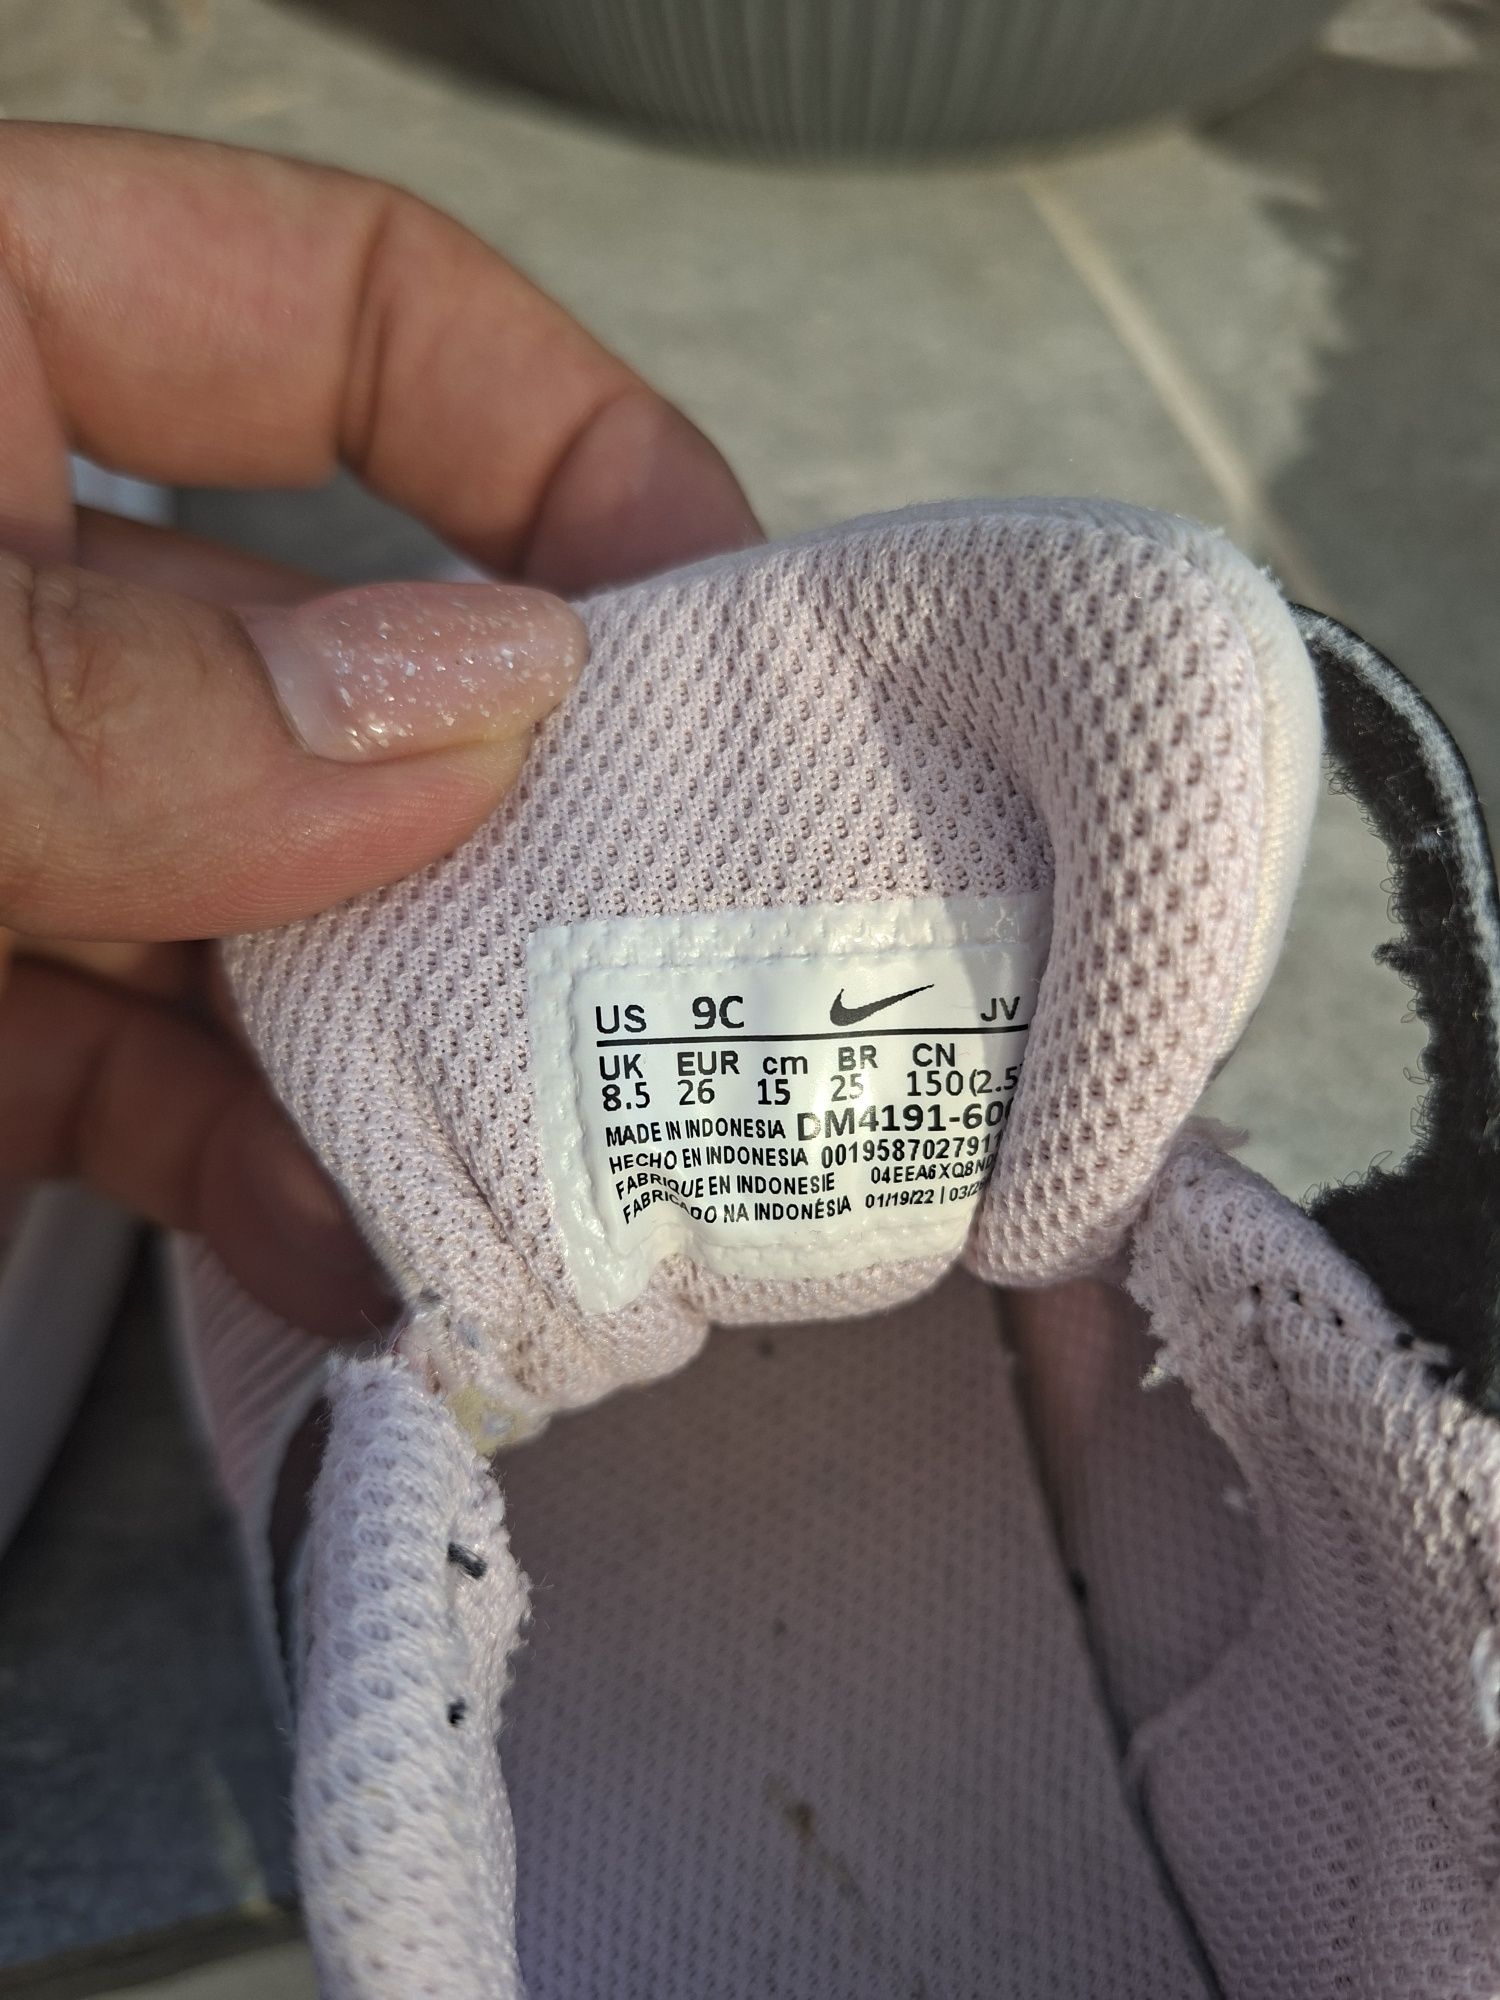 US 9C JV
UK EUR cm BR CN
8.5 26 15 25 150(2.5
MADE IN INDONESIA DM4191-60
HECHO EN INDONESIA 00195870279
FABRIQUE EN INDONESIE 04EEA6XQ8N
FABRICADO NA INDONÉSIA 01/19/22 | 03/2